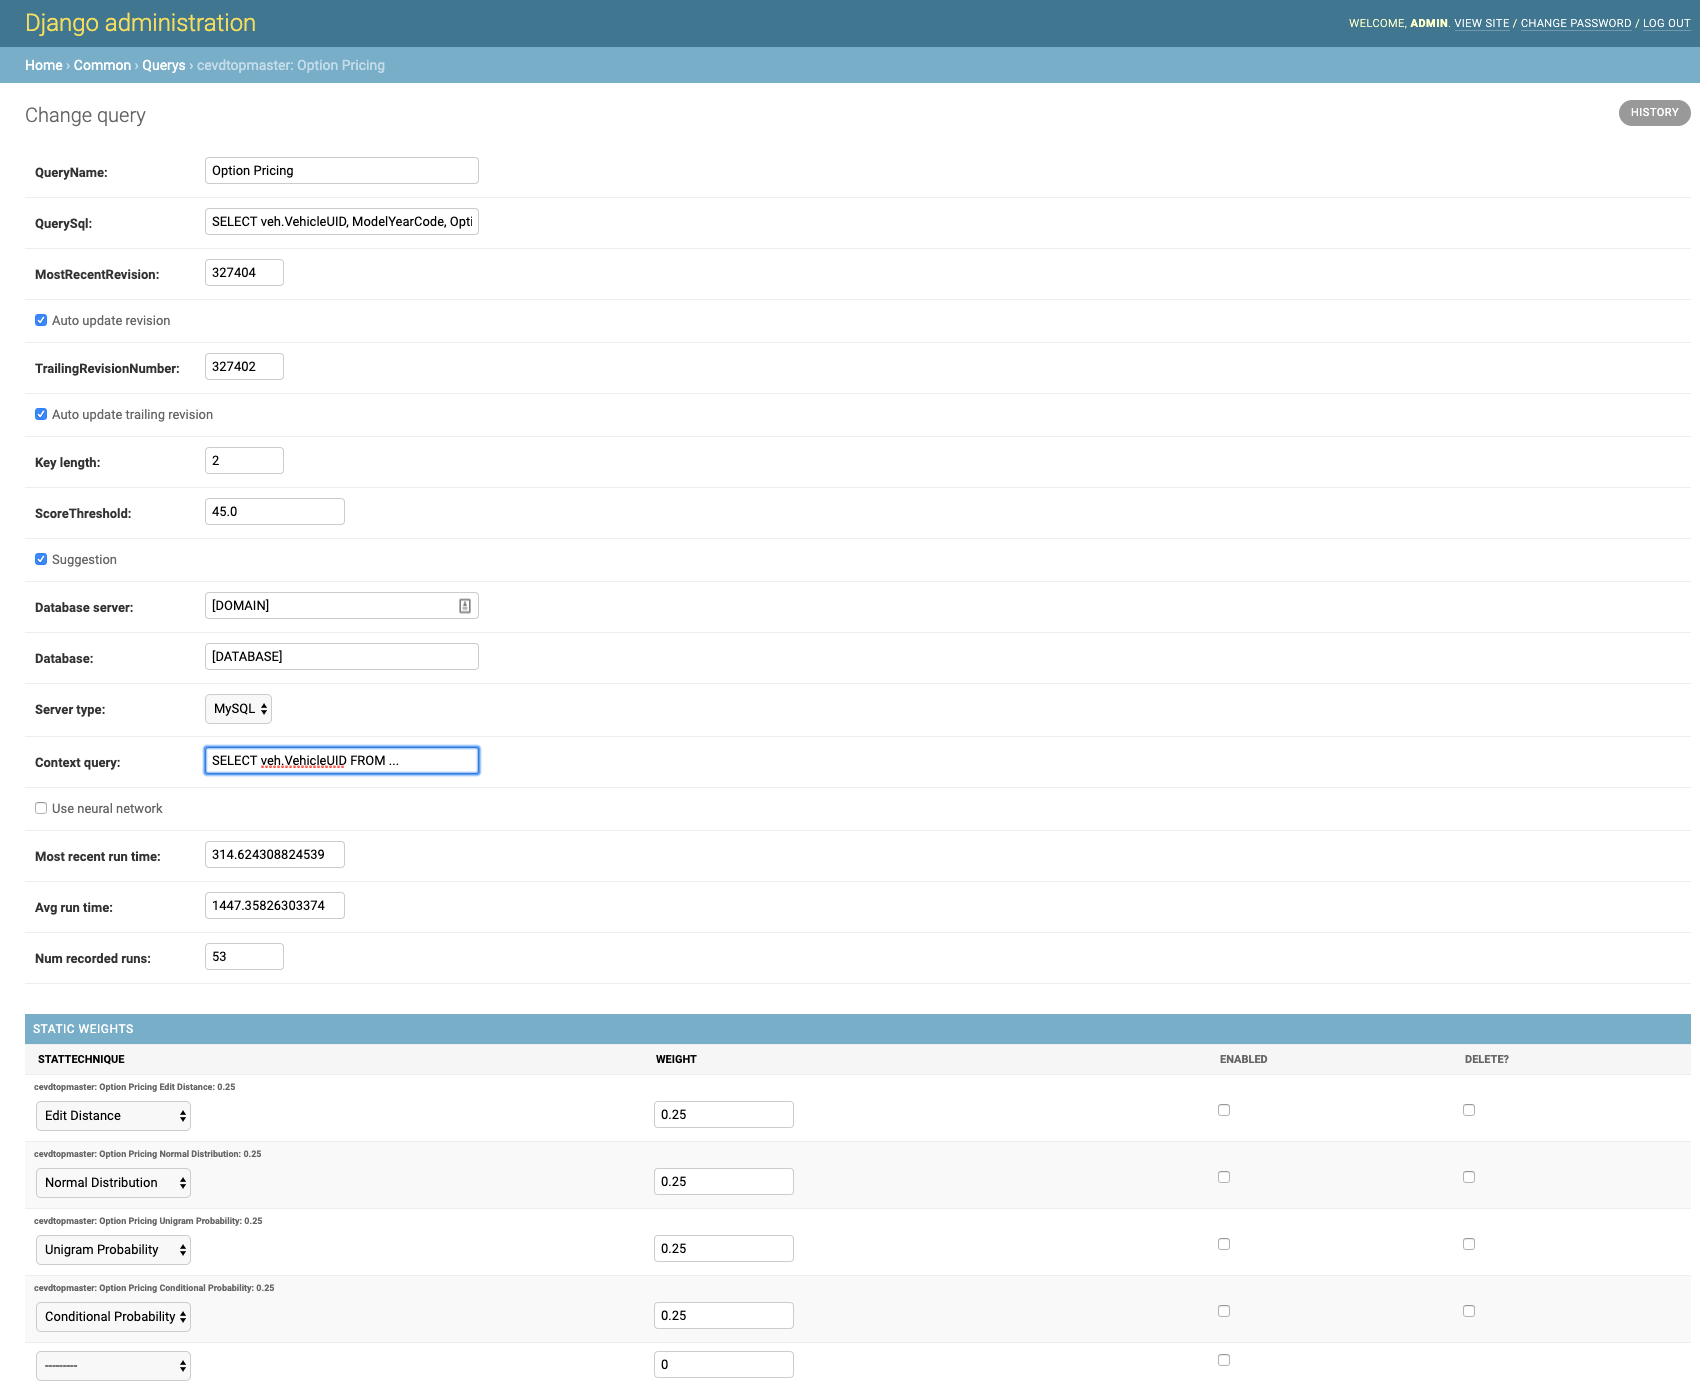 Django administration
WELCOME, ADMIN. VIEW SITE / CHANGE PASSWORD / LOG OUT
Home › Common › Querys › cevdtopmaster: Option Pricing
Change query
HISTORY
QueryName: Option Pricing
QuerySql: SELECT veh.VehicleUID, ModelYearCode, Opti
MostRecentRevision: 327404
Auto update revision
TrailingRevisionNumber: 327402
Auto update trailing revision
Key length: 2
ScoreThreshold: 45.0
Suggestion
Database server: [DOMAIN]
Database: [DATABASE]
Server type: MySQL
Context query: SELECT veh.VehicleUID FROM ...
Use neural network
Most recent run time: 314.624308824539
Avg run time: 1447.35826303374
Num recorded runs: 53
STATIC WEIGHTS
STATTECHNIQUE WEIGHT ENABLED DELETE?
cevdtopmaster: Option Pricing Edit Distance: 0.25
Edit Distance 0.25
cevdtopmaster: Option Pricing Normal Distribution: 0.25
Normal Distribution 0.25
cevdtopmaster: Option Pricing Unigram Probability: 0.25
Unigram Probability 0.25
cevdtopmaster: Option Pricing Conditional Probability: 0.25
Conditional Probability 0.25
--------- 0